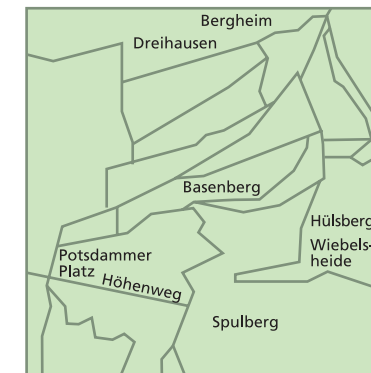 Bergheim
Dreihausen
Basenberg
Hülsberg
Wiebels-
heide
Potsdammer
Platz
Höhenweg
Spulberg